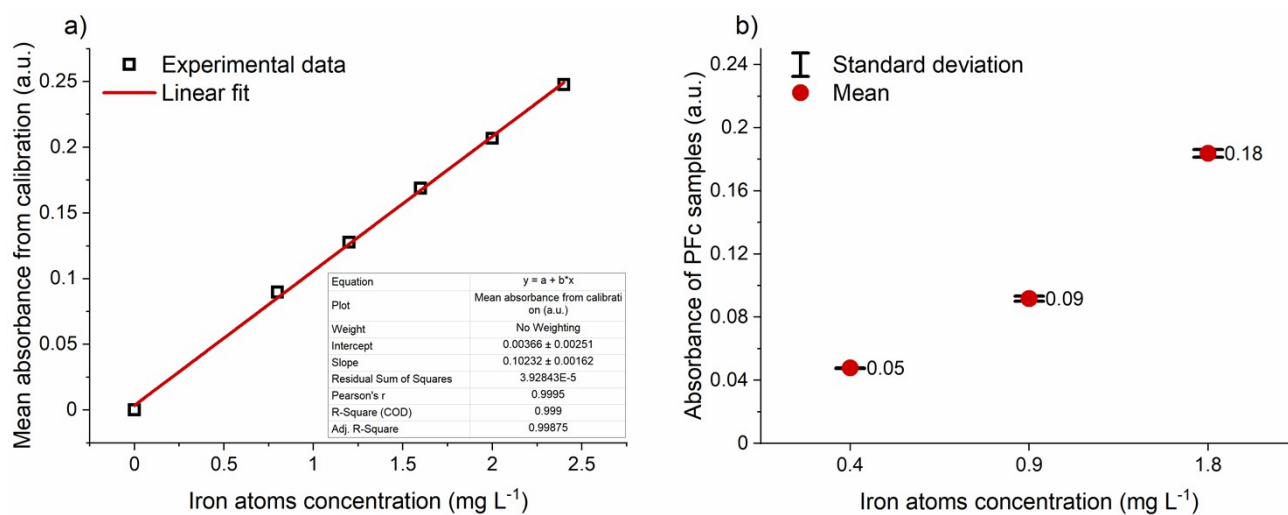 a)
Mean absorbance from calibration (a.u.)
Experimental data
Linear fit
0.25
0.2
0.15
0.1
0.05
0
Equation y = a + b*x
Plot Mean absorbance from calibrati
on (a.u.)
Weight No Weighting
Intercept 0.00366 ± 0.00251
Slope 0.10232 ± 0.00162
Residual Sum of Squares 3.92843E-5
Pearson's r 0.9995
R-Square (COD) 0.999
Adj. R-Square 0.99875
0 0.5 1 1.5 2 2.5
Iron atoms concentration (mg L⁻¹)
b)
Absorbance of PFc samples (a.u.)
Standard deviation
Mean
0.24
0.2
0.16
0.12
0.08
0.04
0
0.18
0.09
0.05
0.4 0.9 1.8
Iron atoms concentration (mg L⁻¹)